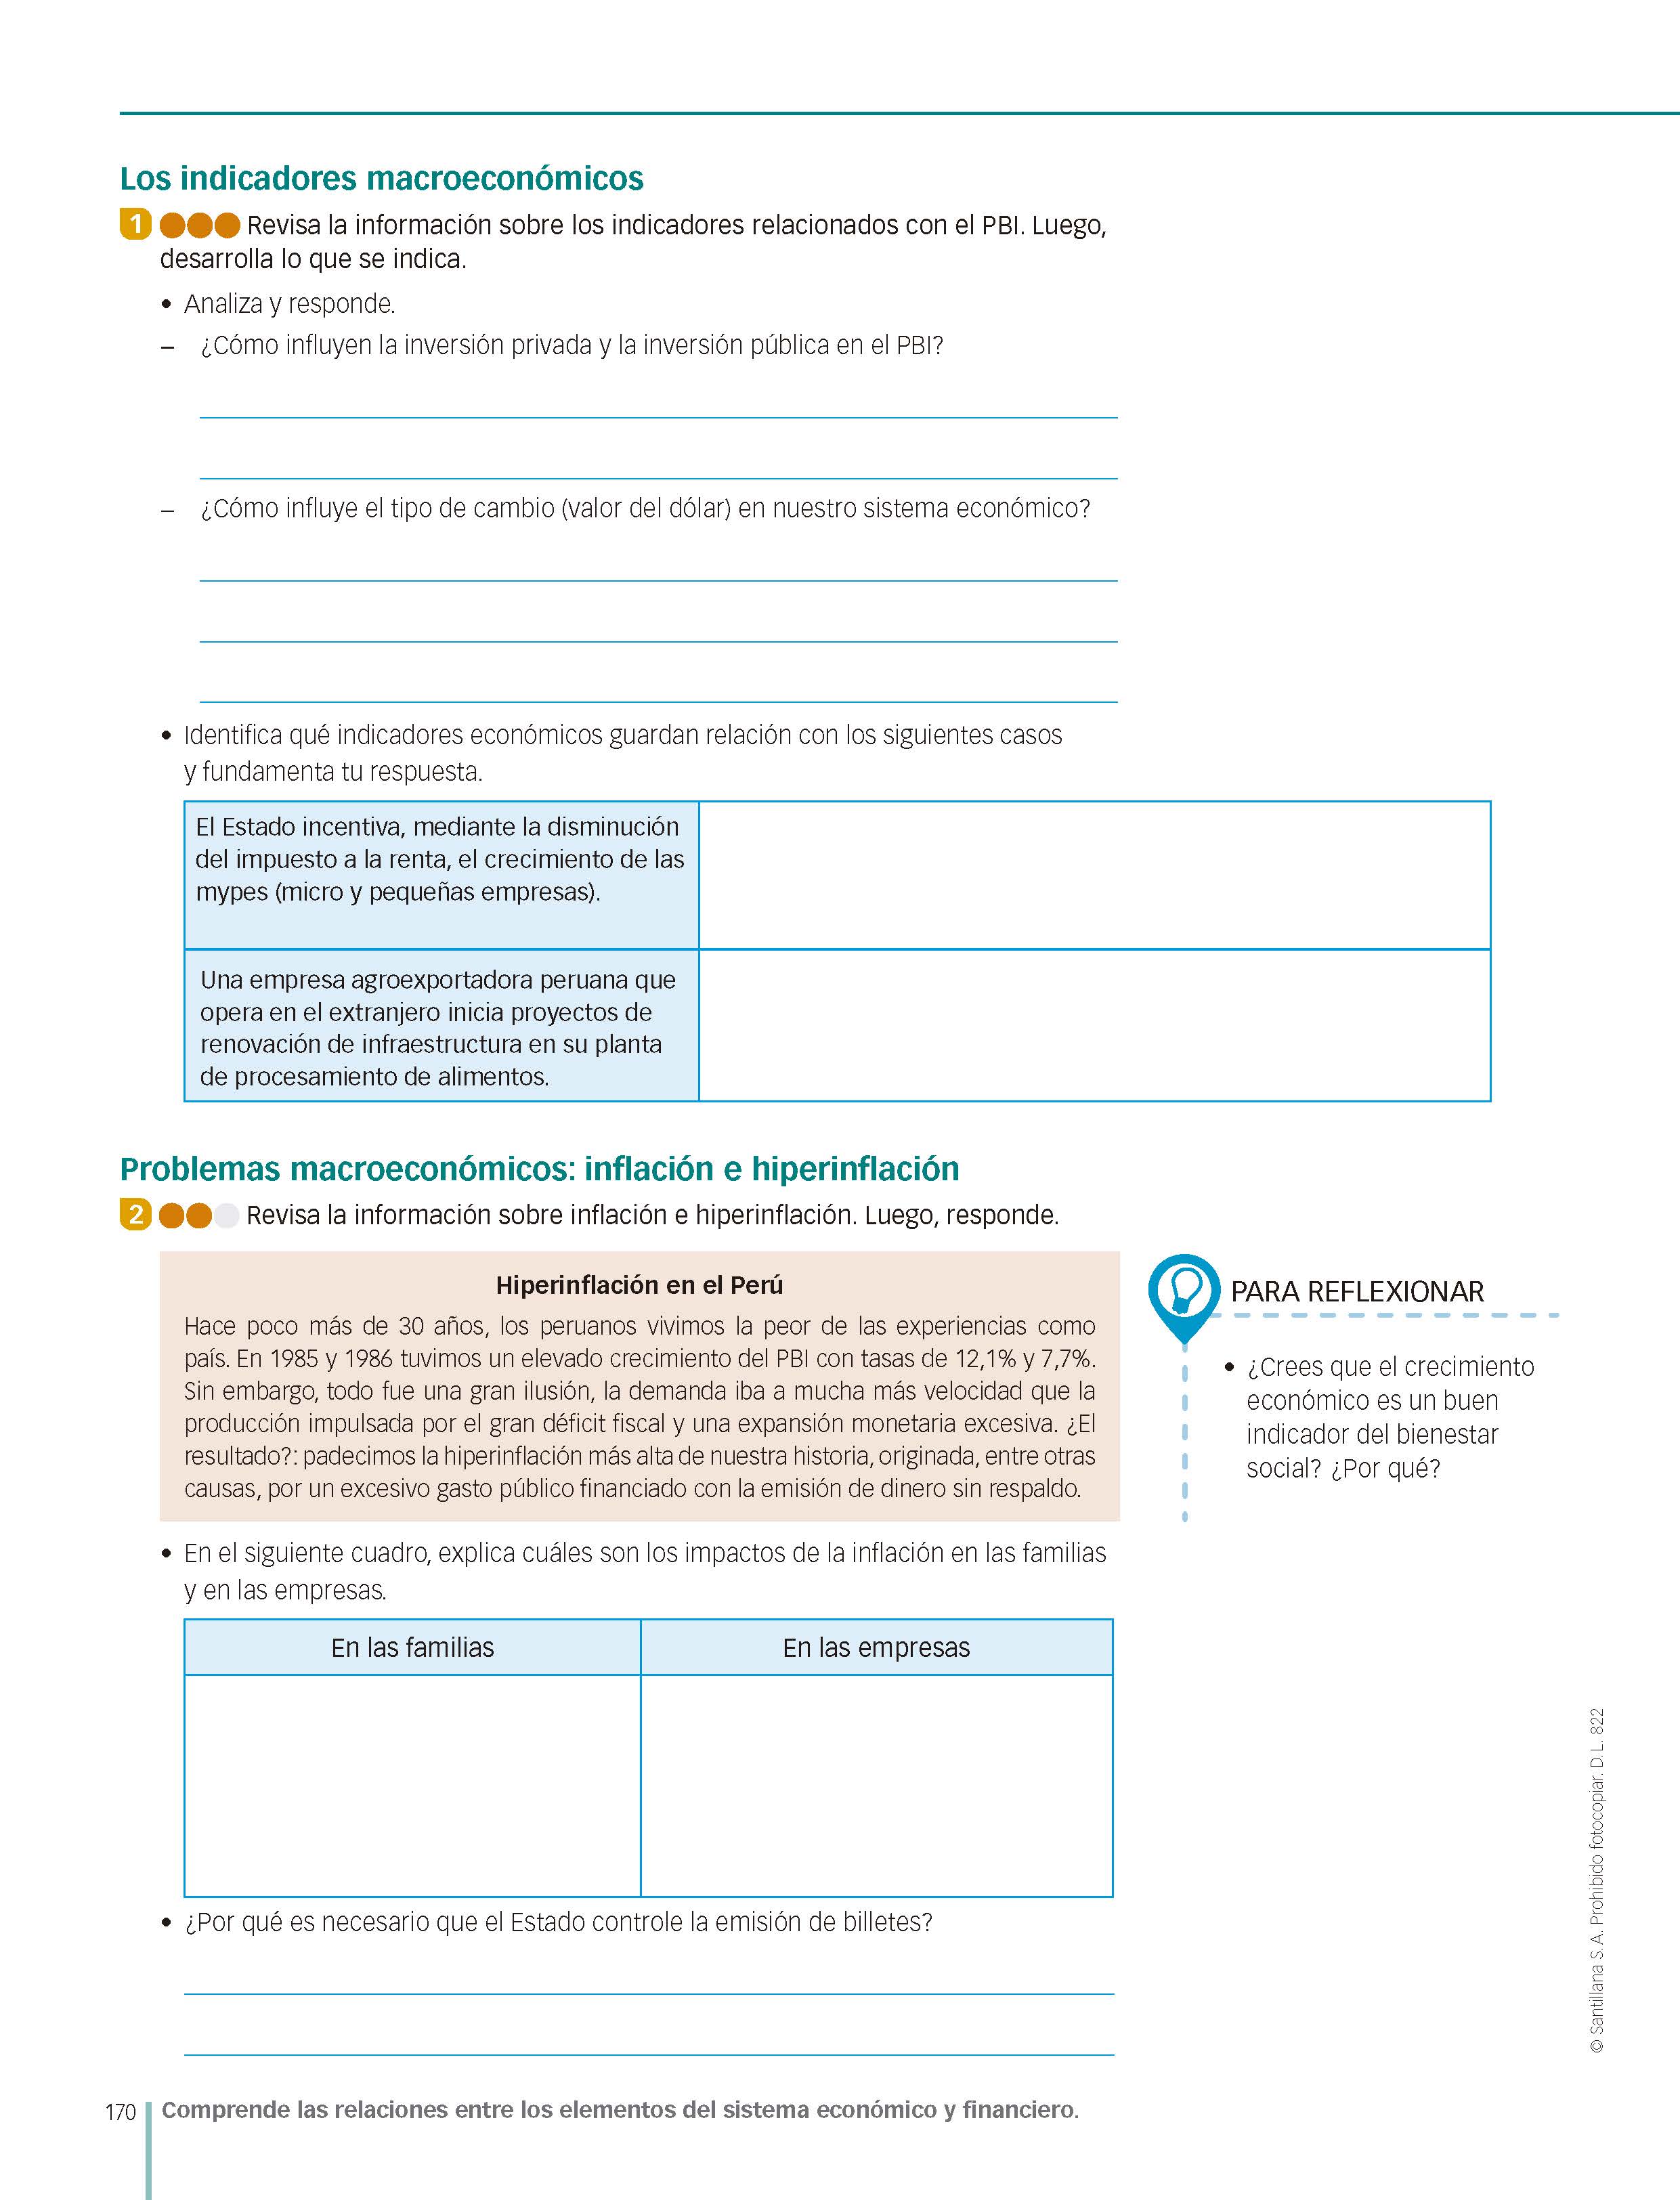 Los indicadores macroeconómicos
1 Revisa la información sobre los indicadores relacionados con el PBI. Luego,
desarrolla lo que se indica.
• Analiza y responde.
– ¿Cómo influyen la inversión privada y la inversión pública en el PBI?
– ¿Cómo influye el tipo de cambio (valor del dólar) en nuestro sistema económico?
• Identifica qué indicadores económicos guardan relación con los siguientes casos
y fundamenta tu respuesta.
El Estado incentiva, mediante la disminución
del impuesto a la renta, el crecimiento de las
mypes (micro y pequeñas empresas).
Una empresa agroexportadora peruana que
opera en el extranjero inicia proyectos de
renovación de infraestructura en su planta
de procesamiento de alimentos.
Problemas macroeconómicos: inflación e hiperinflación
2 Revisa la información sobre inflación e hiperinflación. Luego, responde.
Hiperinflación en el Perú
Hace poco más de 30 años, los peruanos vivimos la peor de las experiencias como
país. En 1985 y 1986 tuvimos un elevado crecimiento del PBI con tasas de 12,1% y 7,7%.
Sin embargo, todo fue una gran ilusión, la demanda iba a mucha más velocidad que la
producción impulsada por el gran déficit fiscal y una expansión monetaria excesiva. ¿El
resultado?: padecimos la hiperinflación más alta de nuestra historia, originada, entre otras
causas, por un excesivo gasto público financiado con la emisión de dinero sin respaldo.
PARA REFLEXIONAR
• ¿Crees que el crecimiento
económico es un buen
indicador del bienestar
social? ¿Por qué?
• En el siguiente cuadro, explica cuáles son los impactos de la inflación en las familias
y en las empresas.
En las familias
En las empresas
• ¿Por qué es necesario que el Estado controle la emisión de billetes?
© Santillana S.A. Prohibido fotocopiar. D.L. 822
170 Comprende las relaciones entre los elementos del sistema económico y financiero.